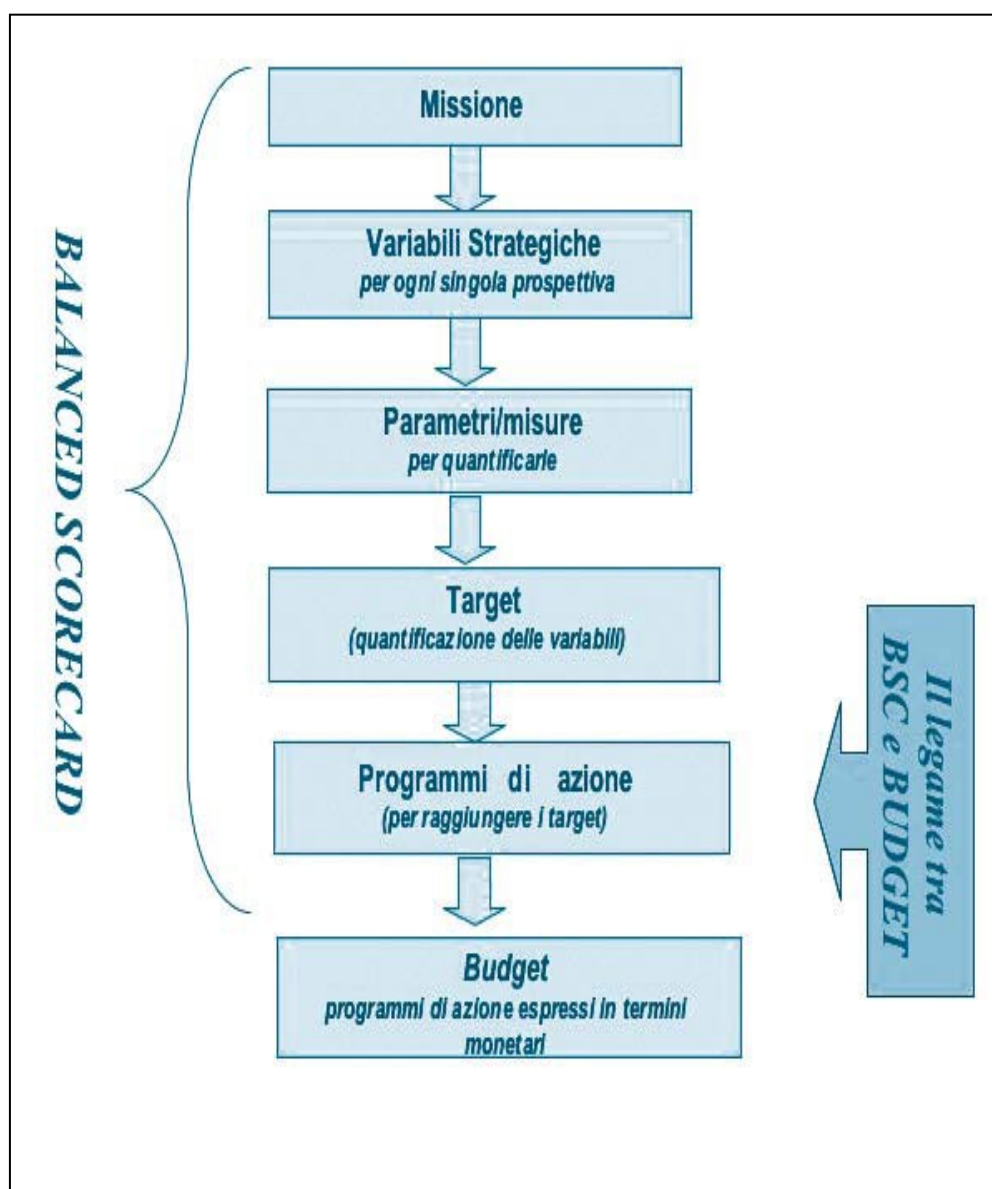 BALANCED SCORECARD
Missione
Variabili Strategiche
per ogni singola prospettiva
Parametri/misure
per quantificarle
Target
(quantificazione delle variabili)
Programmi di azione
(per raggiungere i target)
Budget
programmi di azione espressi in termini
monetari
Il legame tra
BSC e BUDGET